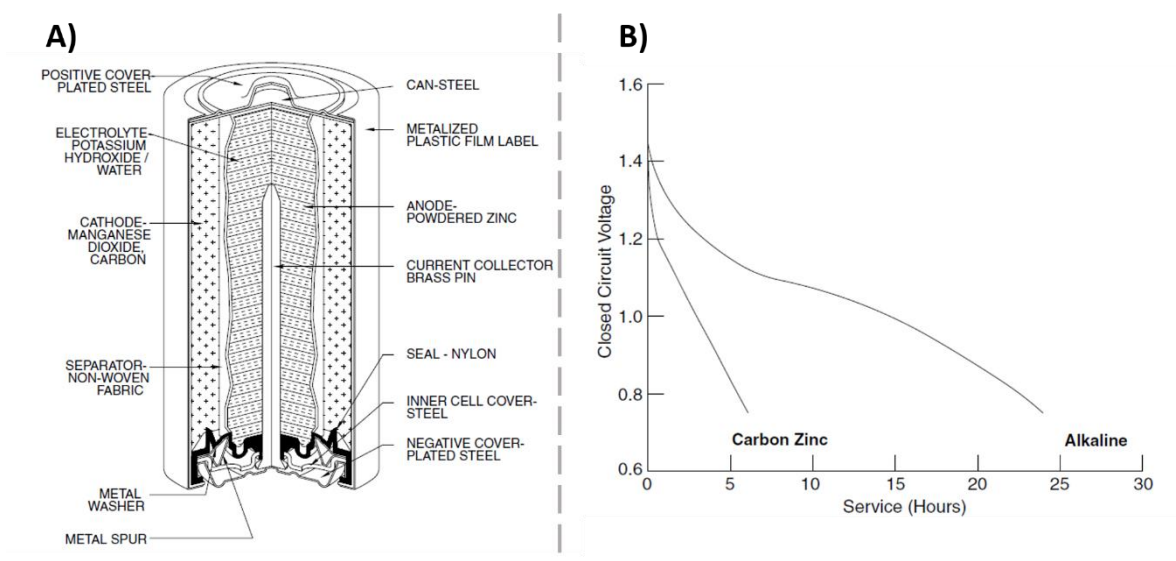 A)
POSITIVE COVER-
PLATED STEEL
ELECTROLYTE
POTASSIUM
HYDROXIDE /
WATER
CATHODE-
MANGANESE
DIOXIDE,
CARBON
SEPARATOR-
NON-WOVEN
FABRIC
METAL
WASHER
METAL SPUR
CAN-STEEL
METALIZED
PLASTIC FILM LABEL
ANODE-
POWDERED ZINC
CURRENT COLLECTOR
BRASS PIN
SEAL - NYLON
INNER CELL COVER-
STEEL
NEGATIVE COVER-
PLATED STEEL
B)
Closed Circuit Voltage
1.6
1.4
1.2
1.0
0.8
0.6
Carbon Zinc
Alkaline
0 5 10 15 20 25 30
Service (Hours)